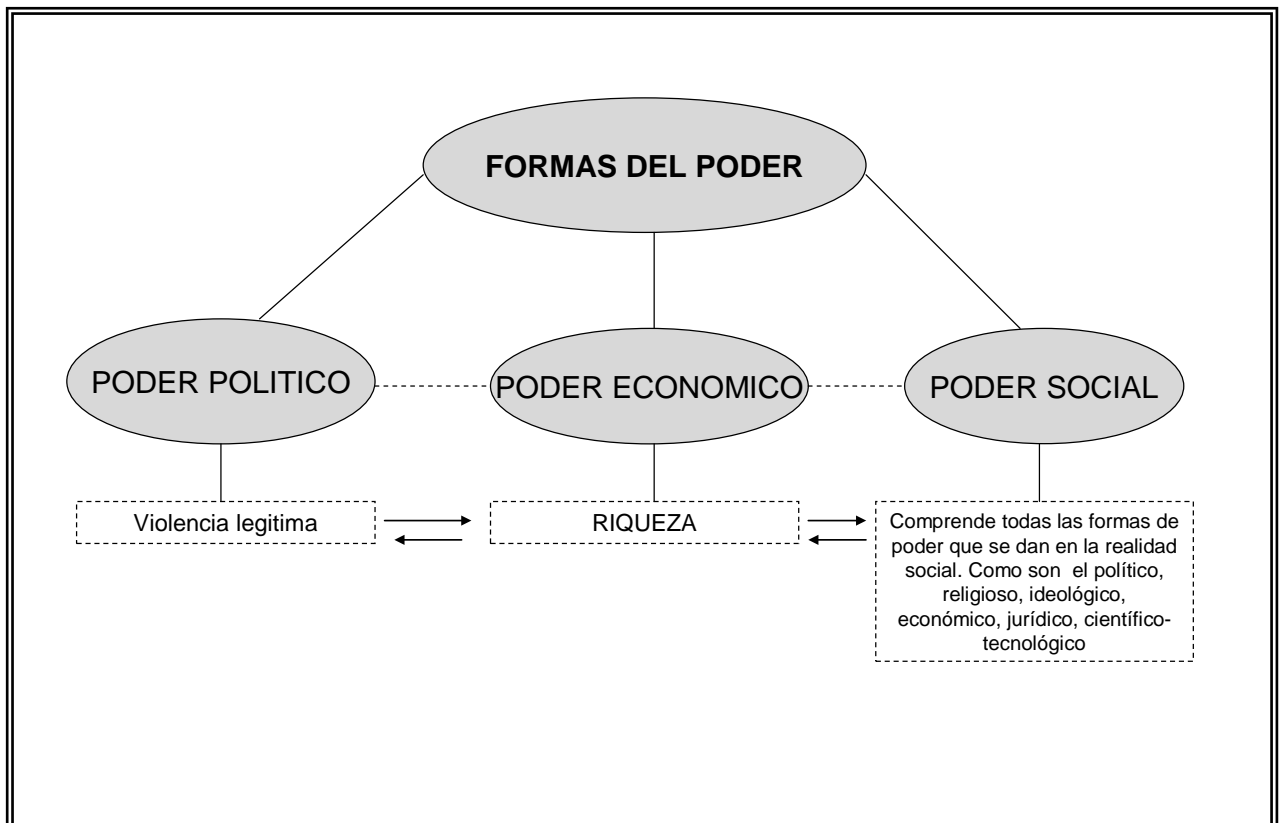 FORMAS DEL PODER
PODER POLITICO
PODER ECONOMICO
PODER SOCIAL
Violencia legitima
RIQUEZA
Comprende todas las formas de
poder que se dan en la realidad
social. Como son el político,
religioso, ideológico,
económico, jurídico, científico-
tecnológico